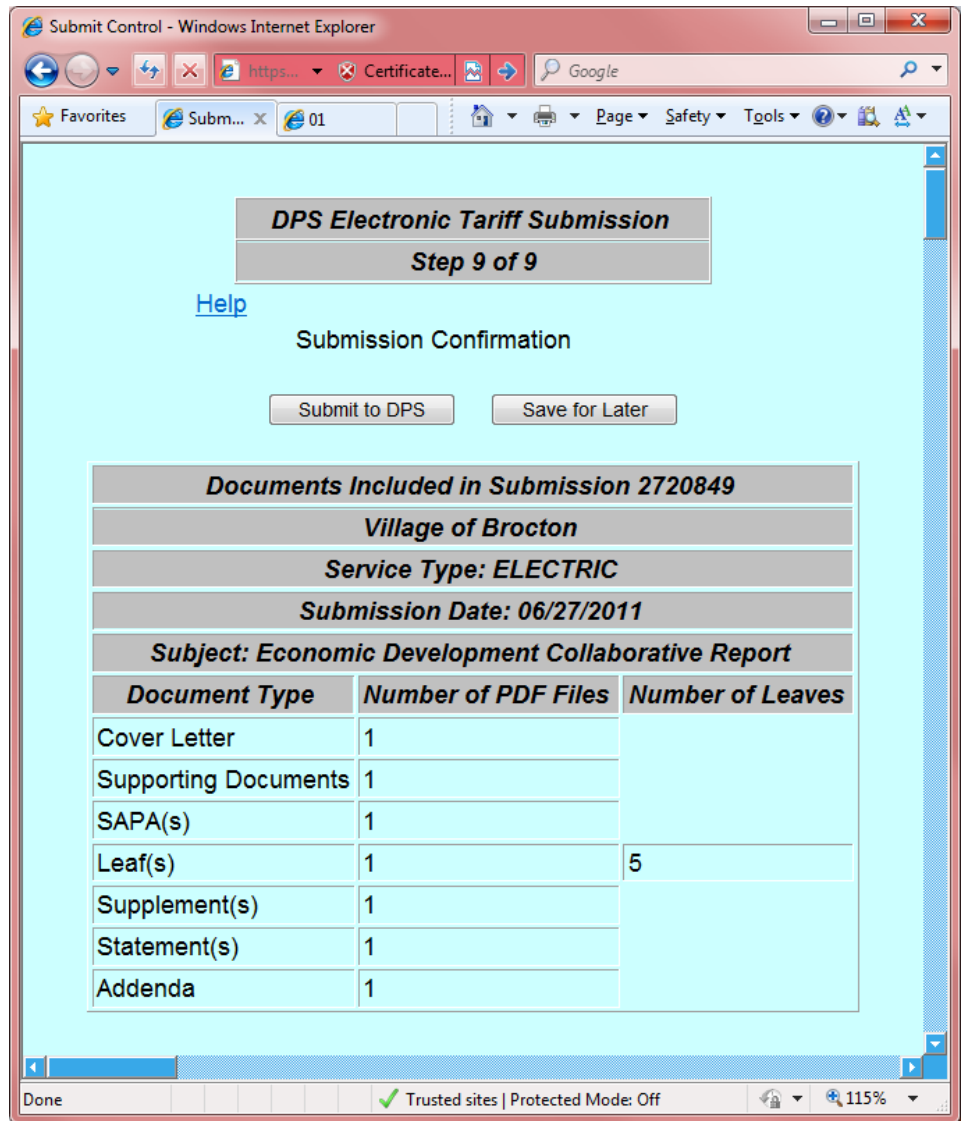 Submit Control - Windows Internet Explorer
https... Certificate... Google
Favorites Subm... 01 Page Safety Tools
DPS Electronic Tariff Submission
Step 9 of 9
Help
Submission Confirmation
Submit to DPS Save for Later
Documents Included in Submission 2720849
Village of Brocton
Service Type: ELECTRIC
Submission Date: 06/27/2011
Subject: Economic Development Collaborative Report
Document Type Number of PDF Files Number of Leaves
Cover Letter 1
Supporting Documents 1
SAPA(s) 1
Leaf(s) 1 5
Supplement(s) 1
Statement(s) 1
Addenda 1
Done Trusted sites | Protected Mode: Off 115%